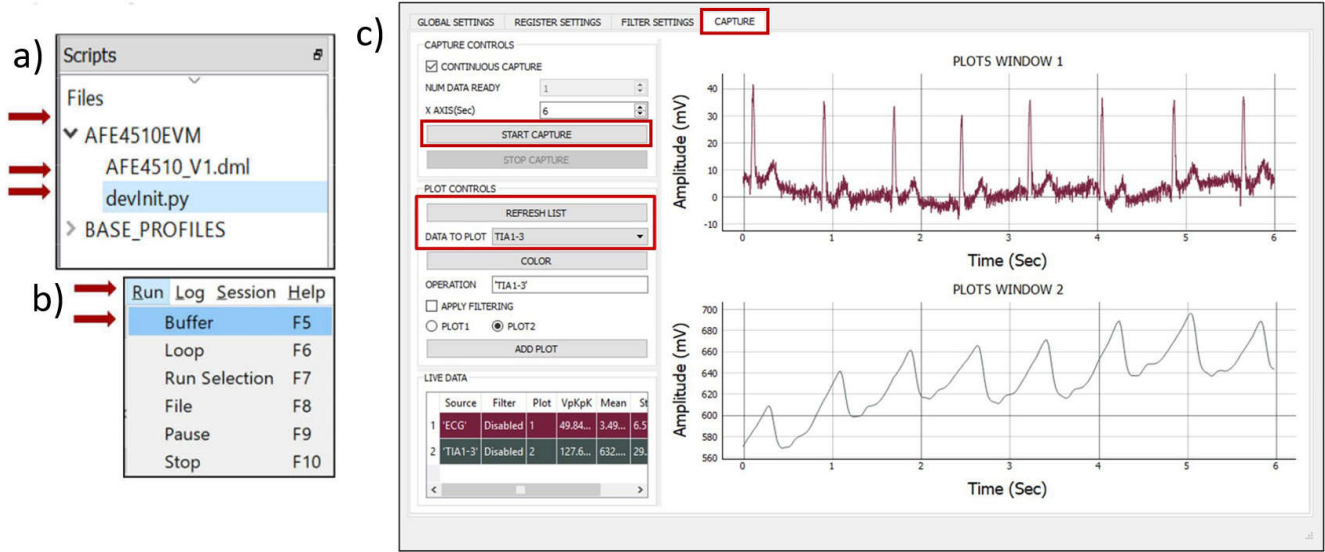 a)
Scripts
Files
AFE4510EVM
AFE4510_V1.dml
devInit.py
BASE_PROFILES
b)
Run Log Session Help
Buffer F5
Loop F6
Run Selection F7
File F8
Pause F9
Stop F10
c)
GLOBAL SETTINGS REGISTER SETTINGS FILTER SETTINGS CAPTURE
CAPTURE CONTROLS
CONTINUOUS CAPTURE
NUM DATA READY 1
X AXIS(Sec) 6
START CAPTURE
STOP CAPTURE
PLOT CONTROLS
REFRESH LIST
DATA TO PLOT TIA1-3
COLOR
OPERATION 'TIA1-3'
APPLY FILTERING
PLOT1 PLOT2
ADD PLOT
LIVE DATA
Source Filter Plot VpKpK Mean St
1 'ECG' Disabled 1 49.84... 3.49... 6.5
2 'TIA1-3' Disabled 2 127.6... 632.... 29.
PLOTS WINDOW 1
Amplitude (mV)
40
30
20
10
0
-10
0 1 2 3 4 5 6
Time (Sec)
PLOTS WINDOW 2
Amplitude (mV)
700
680
660
640
620
600
580
560
0 1 2 3 4 5 6
Time (Sec)